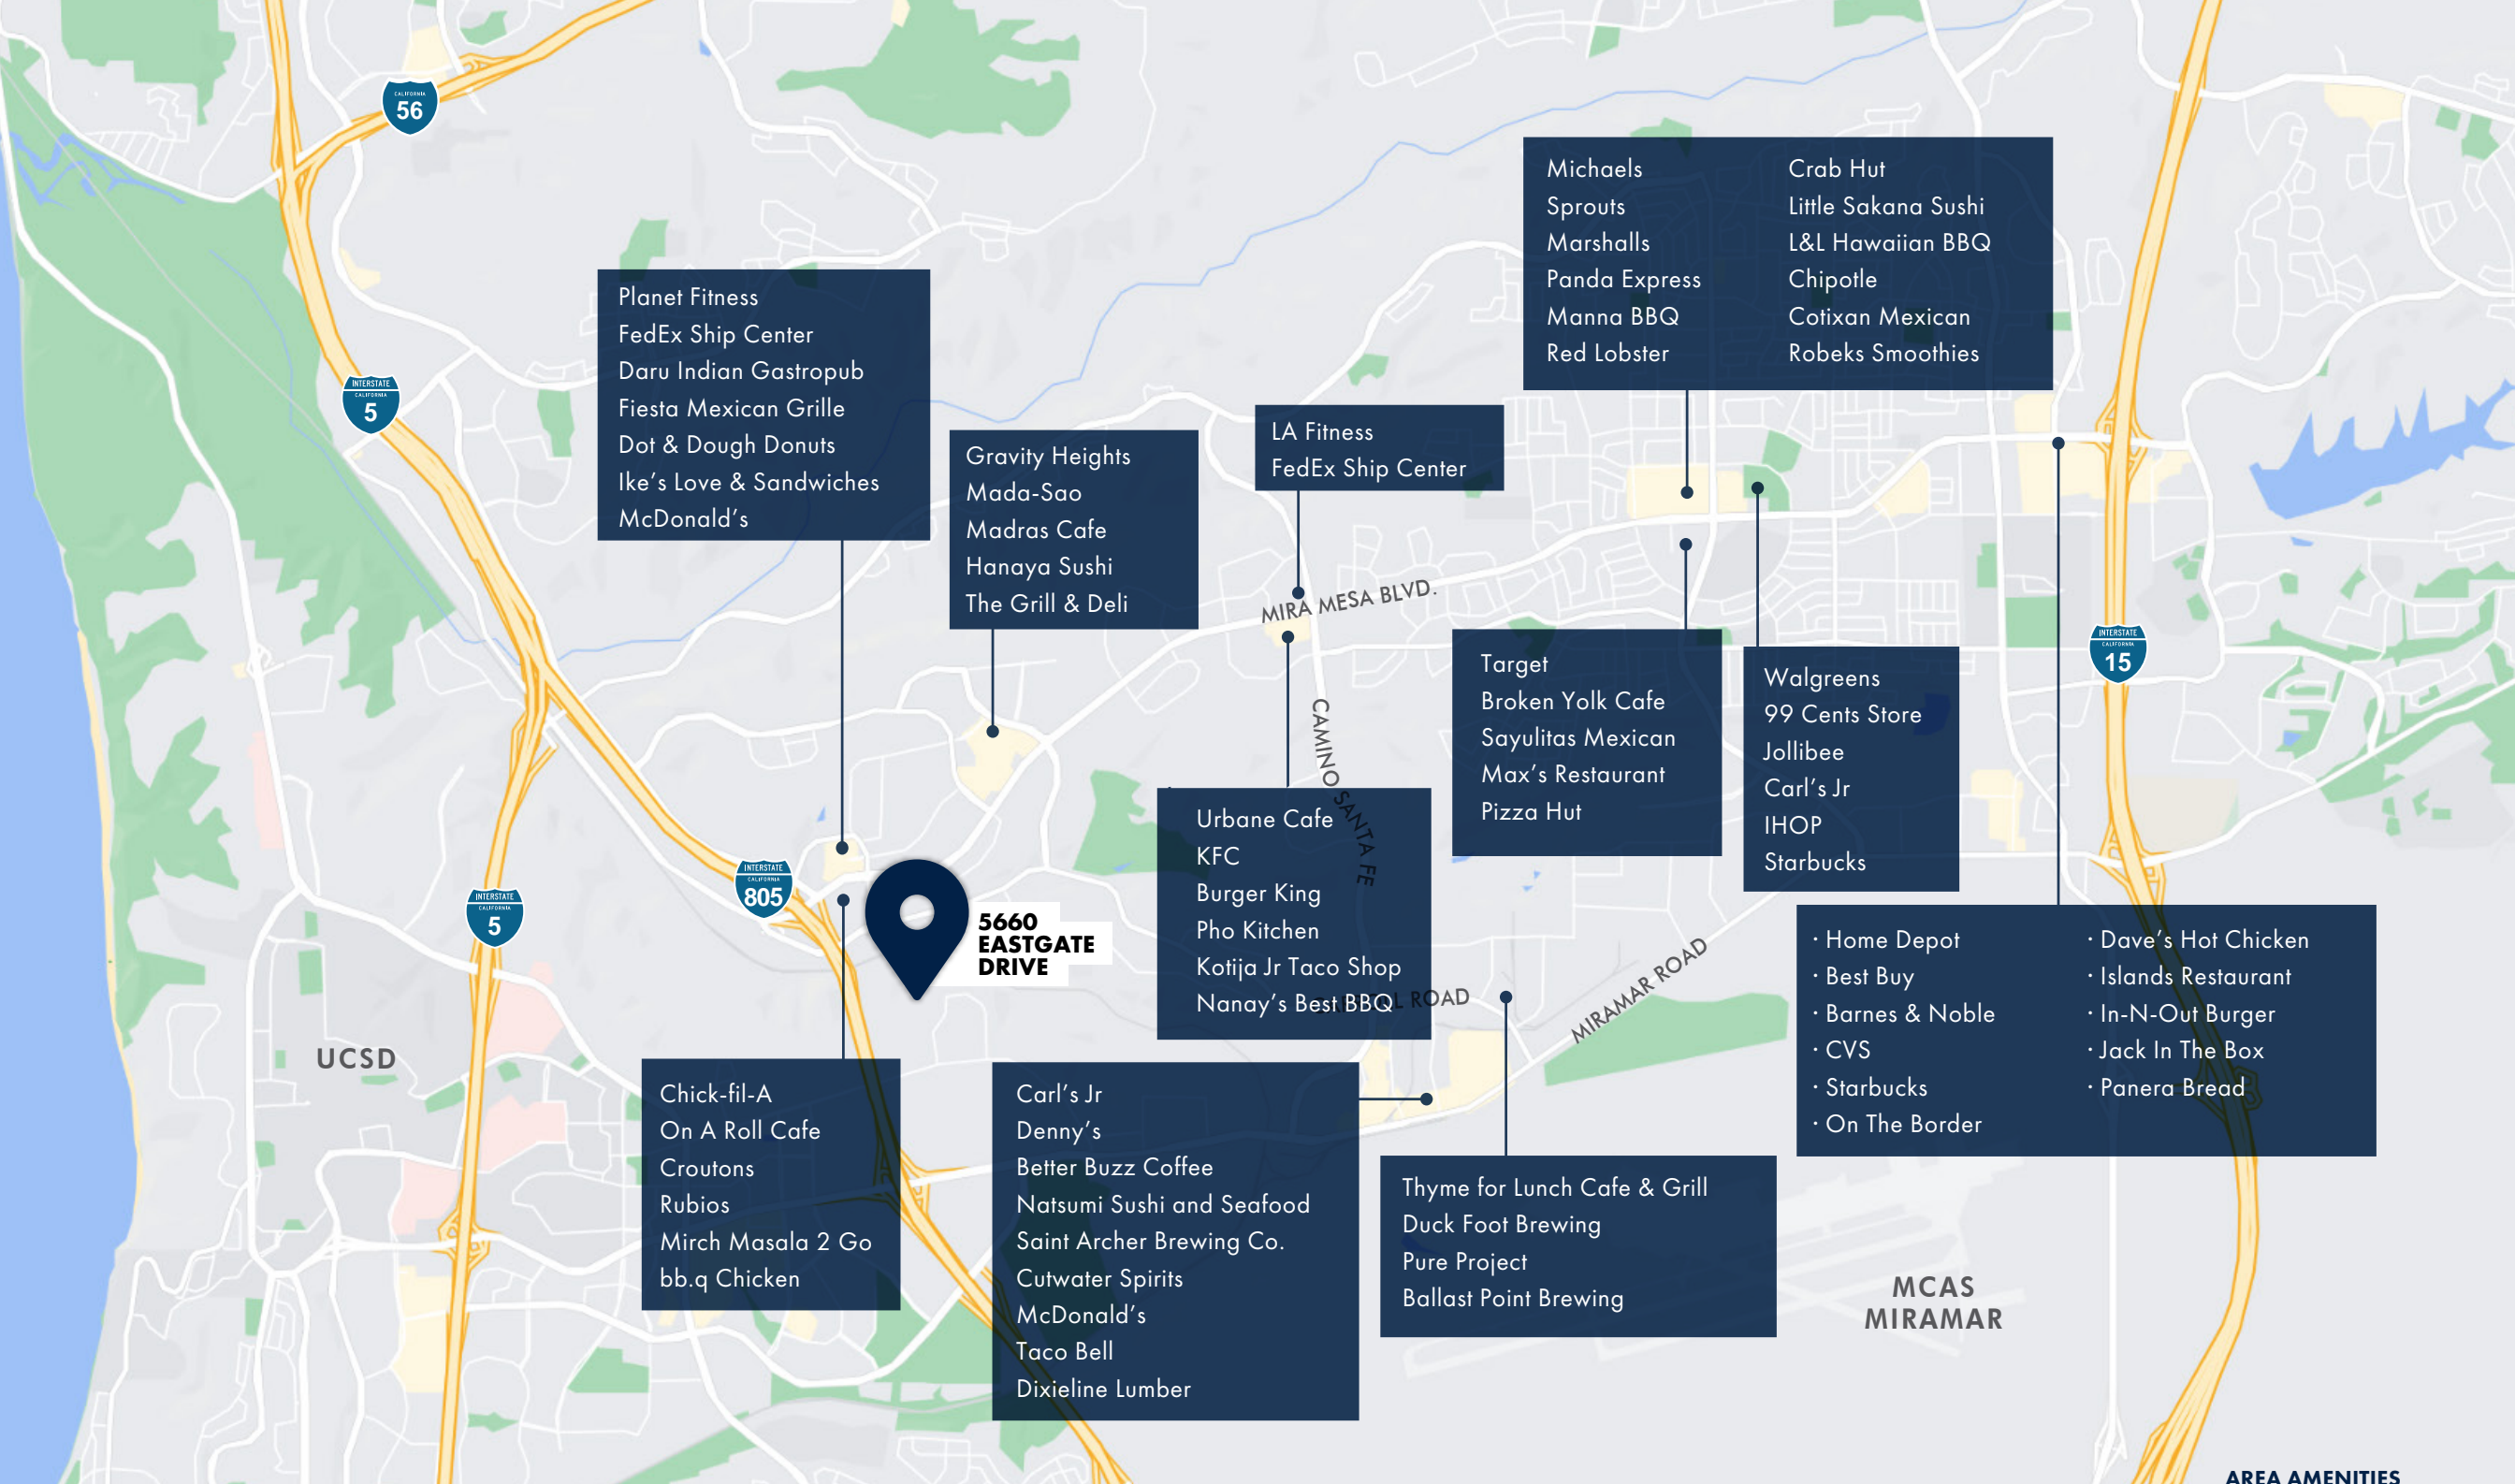 CALIFORNIA
56
INTERSTATE
CALIFORNIA
5
Planet Fitness
FedEx Ship Center
Daru Indian Gastropub
Fiesta Mexican Grille
Dot & Dough Donuts
Ike’s Love & Sandwiches
McDonald’s
Gravity Heights
Mada-Sao
Madras Cafe
Hanaya Sushi
The Grill & Deli
LA Fitness
FedEx Ship Center
Michaels
Sprouts
Marshalls
Panda Express
Manna BBQ
Red Lobster
Crab Hut
Little Sakana Sushi
L&L Hawaiian BBQ
Chipotle
Cotixan Mexican
Robeks Smoothies
MIRA MESA BLVD.
CAMINO SANTA FE
Target
Broken Yolk Cafe
Sayulitas Mexican
Max’s Restaurant
Pizza Hut
Walgreens
99 Cents Store
Jollibee
Carl’s Jr
IHOP
Starbucks
INTERSTATE
CALIFORNIA
15
INTERSTATE
CALIFORNIA
805
INTERSTATE
CALIFORNIA
5
5660
EASTGATE
DRIVE
Urbane Cafe
KFC
Burger King
Pho Kitchen
Kotija Jr Taco Shop
Nanay’s Best BBQ
ROAD
MIRAMAR ROAD
· Home Depot
· Best Buy
· Barnes & Noble
· CVS
· Starbucks
· On The Border
· Dave’s Hot Chicken
· Islands Restaurant
· In-N-Out Burger
· Jack In The Box
· Panera Bread
UCSD
Chick-fil-A
On A Roll Cafe
Croutons
Rubios
Mirch Masala 2 Go
bb.q Chicken
Carl’s Jr
Denny’s
Better Buzz Coffee
Natsumi Sushi and Seafood
Saint Archer Brewing Co.
Cutwater Spirits
McDonald’s
Taco Bell
Dixieline Lumber
Thyme for Lunch Cafe & Grill
Duck Foot Brewing
Pure Project
Ballast Point Brewing
MCAS
MIRAMAR
AREA AMENITIES